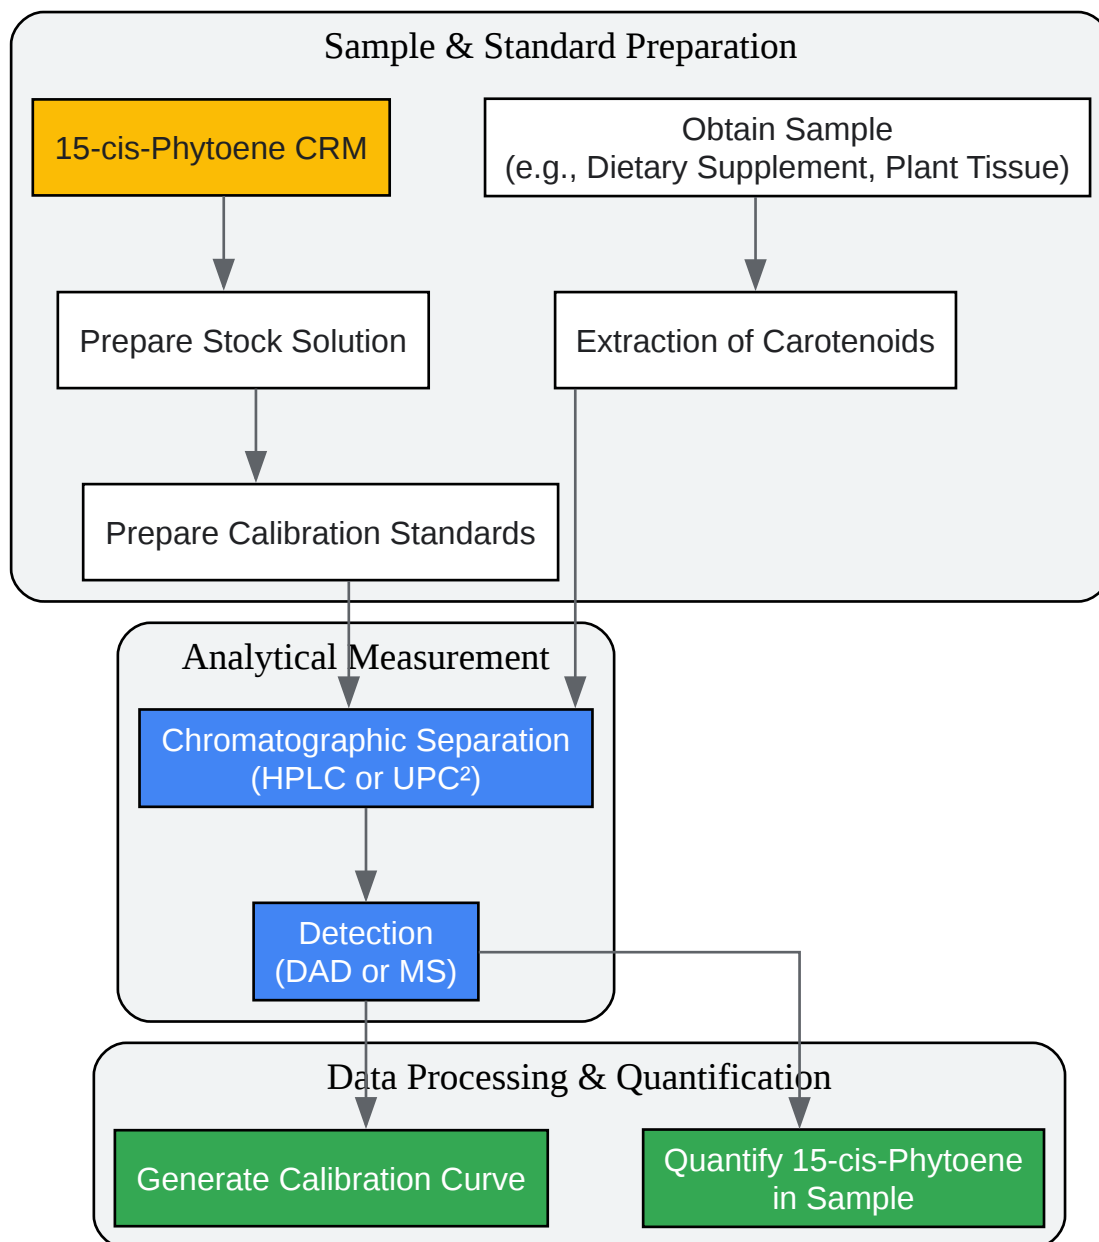 Sample & Standard Preparation
15-cis-Phytoene CRM
Obtain Sample
(e.g., Dietary Supplement, Plant Tissue)
Prepare Stock Solution
Extraction of Carotenoids
Prepare Calibration Standards
Analytical Measurement
Chromatographic Separation
(HPLC or UPC²)
Detection
(DAD or MS)
Data Processing & Quantification
Generate Calibration Curve
Quantify 15-cis-Phytoene
in Sample